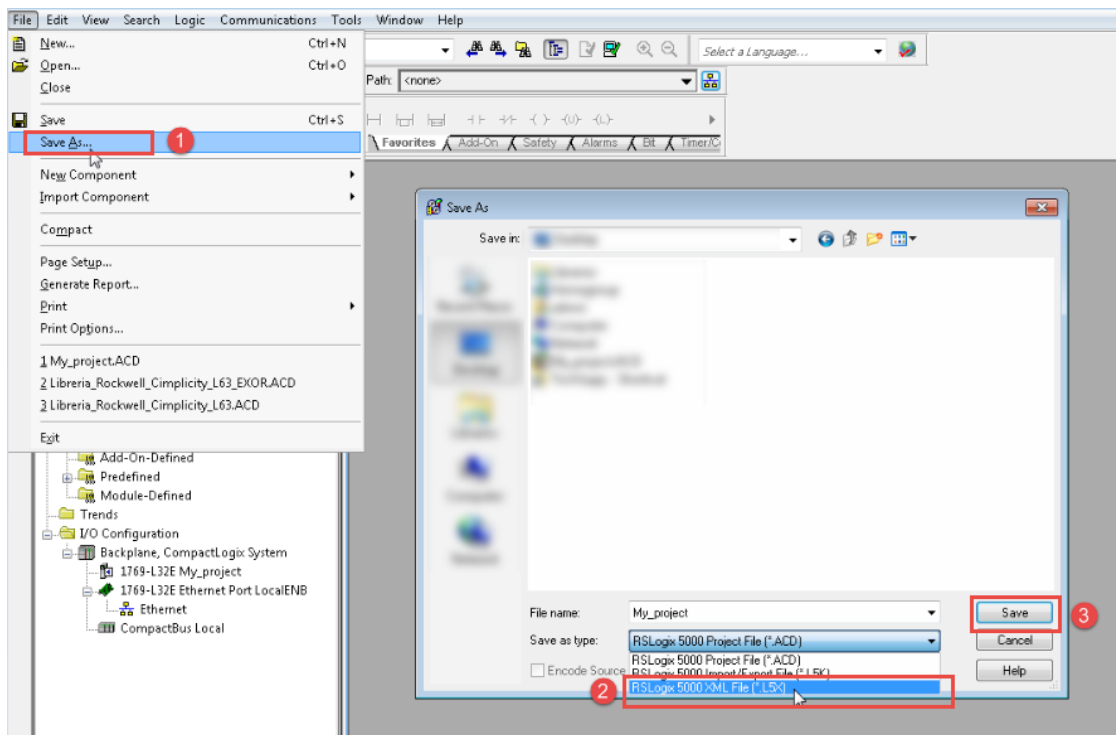 File Edit View Search Logic Communications Tools Window Help
New... Ctrl+N
Open... Ctrl+O
Close
Save Ctrl+S
Save As... 1
New Component
Import Component
Compact
Page Setup...
Generate Report...
Print
Print Options...
1 My_project.ACD
2 Libreria_Rockwell_Cimplicity_L63_EXOR.ACD
3 Libreria_Rockwell_Cimplicity_L63.ACD
Exit
Select a Language...
Path: <none>
Favorites Add-On Safety Alarms Bit Timer/C
Add-On-Defined
Predefined
Module-Defined
Trends
I/O Configuration
Backplane, CompactLogix System
1769-L32E My_project
1769-L32E Ethernet Port LocalENB
Ethernet
CompactBus Local
Save As
Save in:
File name: My_project Save 3
Save as type: RSLogix 5000 Project File (*.ACD) Cancel
RSLogix 5000 Project File (*.ACD)
Encode Source RSLogix 5000 Import/Export File (*.L5K) Help
2 RSLogix 5000 XML File (*.L5X)